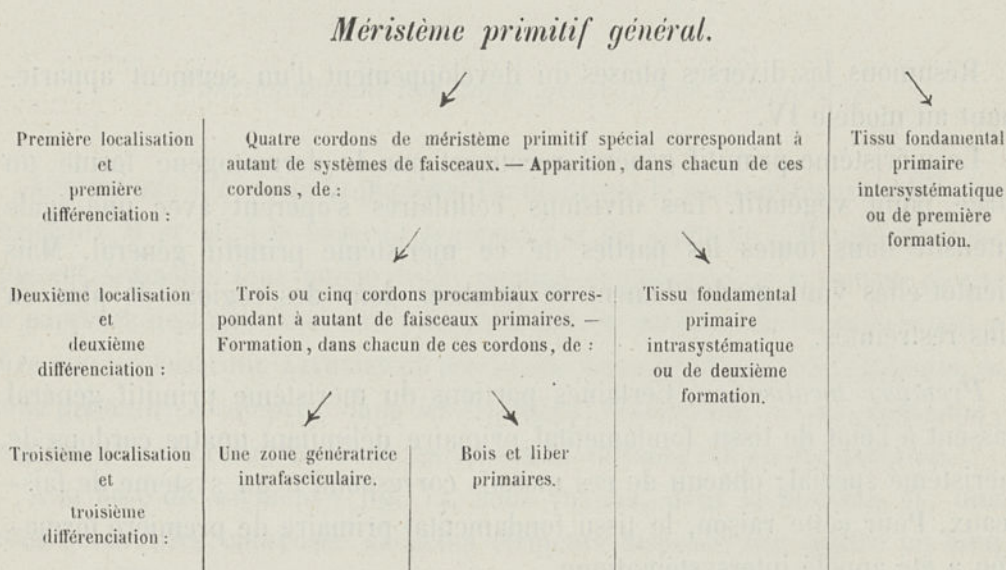 Méristème primitif général.
Première localisation
et
première
différenciation :
Quatre cordons de méristème primitif spécial correspondant à
autant de systèmes de faisceaux. — Apparition, dans chacun de ces
cordons, de :
Tissu fondamental
primaire
intersystématique
ou de première
formation.
Deuxième localisation
et
deuxième
différenciation :
Trois ou cinq cordons procambiaux corres-
pondant à autant de faisceaux primaires. —
Formation, dans chacun de ces cordons, de :
Tissu fondamental
primaire
intrasystématique
ou de deuxième
formation.
Troisième localisation
et
troisième
différenciation :
Une zone génératrice
intrafasciculaire.
Bois et liber
primaires.